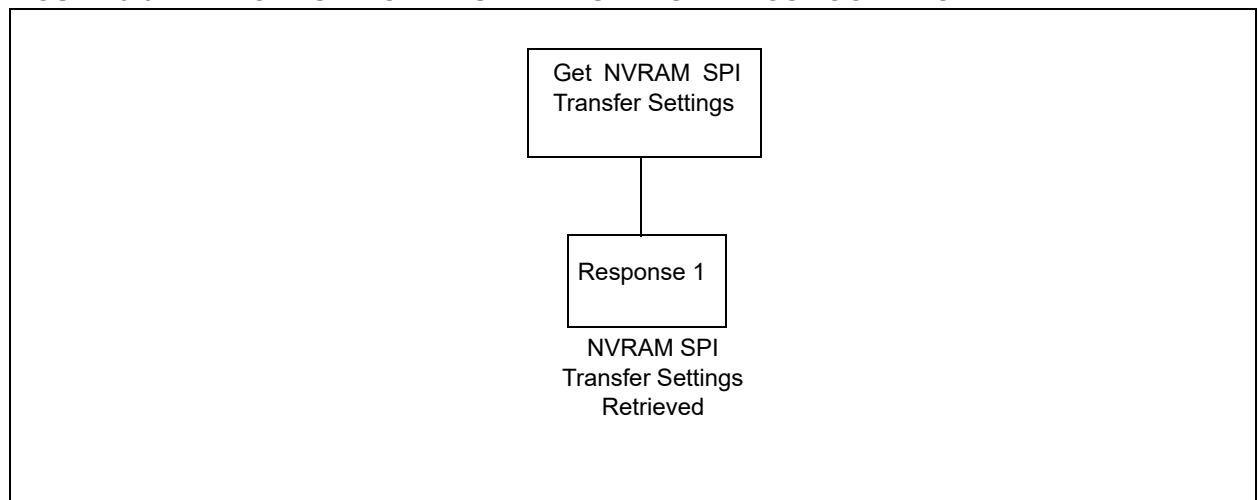 Get NVRAM SPI
Transfer Settings
Response 1
NVRAM SPI
Transfer Settings
Retrieved